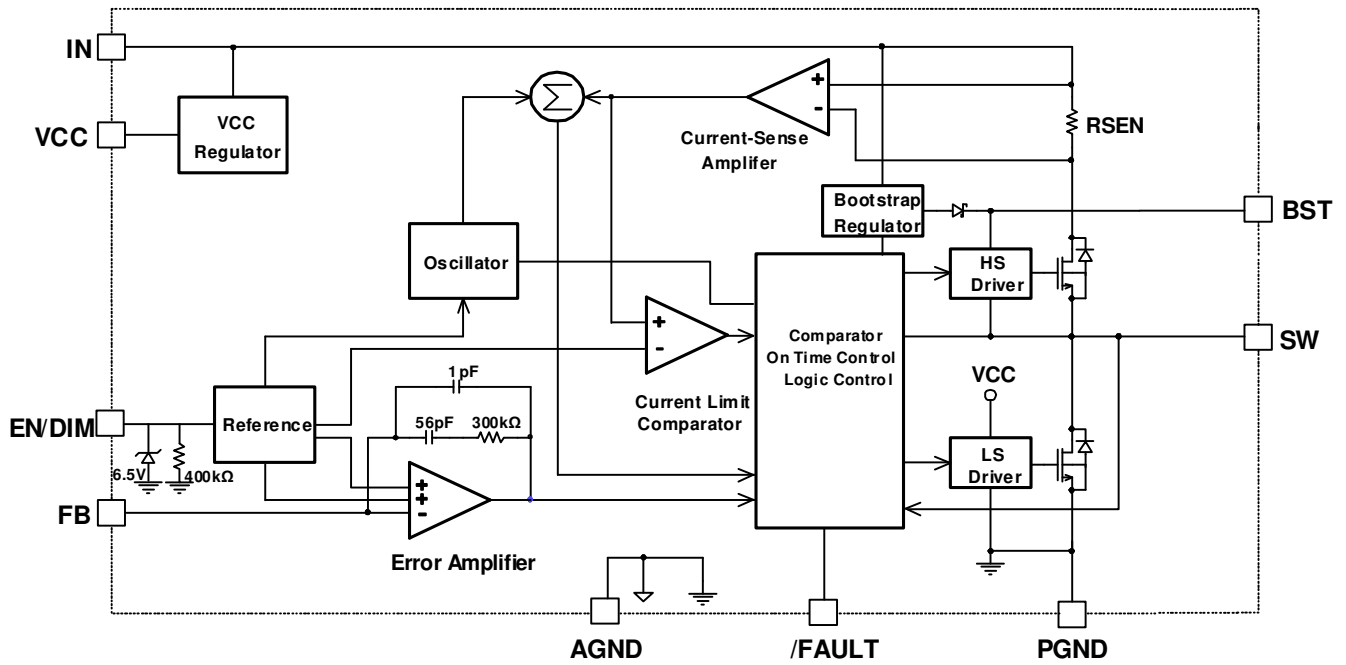 IN
VCC
VCC
Regulator
Σ
+
-
Current-Sense
Amplifer
RSEN
Bootstrap
Regulator
BST
Oscillator
HS
Driver
+
-
Current Limit
Comparator
Comparator
On Time Control
Logic Control
SW
VCC
1pF
56pF
300kΩ
EN/DIM
Reference
6.5V
400kΩ
LS
Driver
+
+
-
FB
Error Amplifier
AGND
/FAULT
PGND